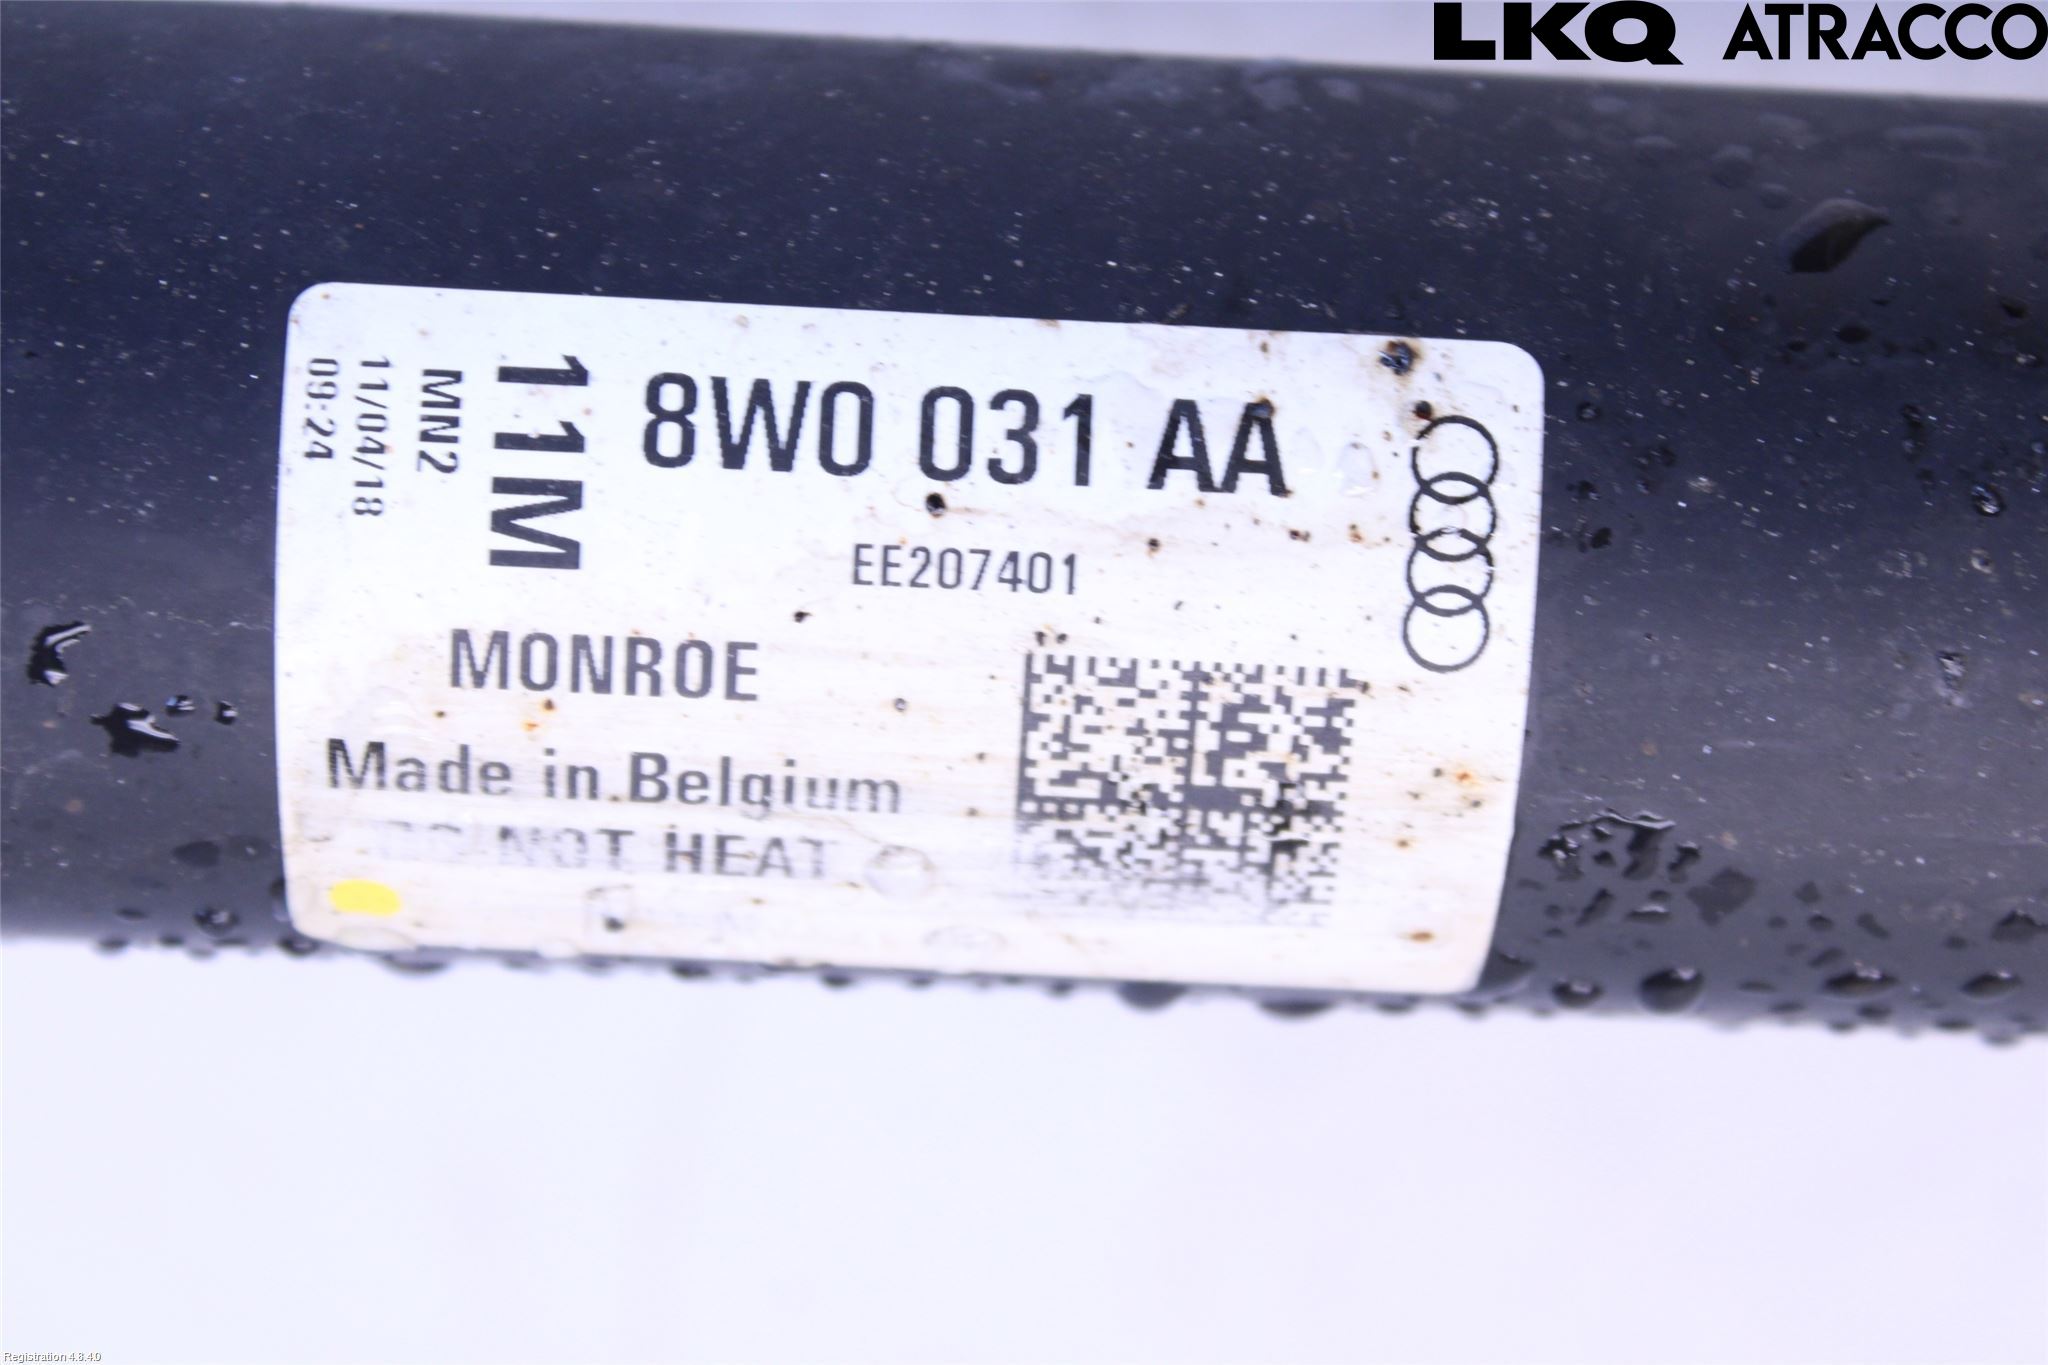 LKQ ATRACCO
8W0 031 AA
11M
MN2
11/04/18
09:24
EE207401
MONROE
Made in Belgium
NOT HEAT
Registration 4.8.4.0